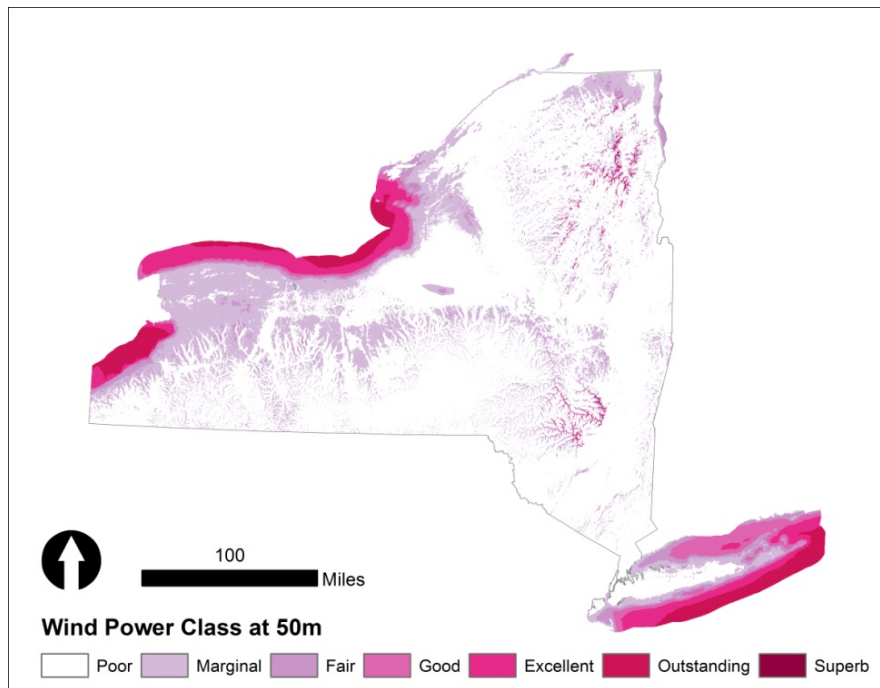 100
Miles
Wind Power Class at 50m
Poor Marginal Fair Good Excellent Outstanding Superb